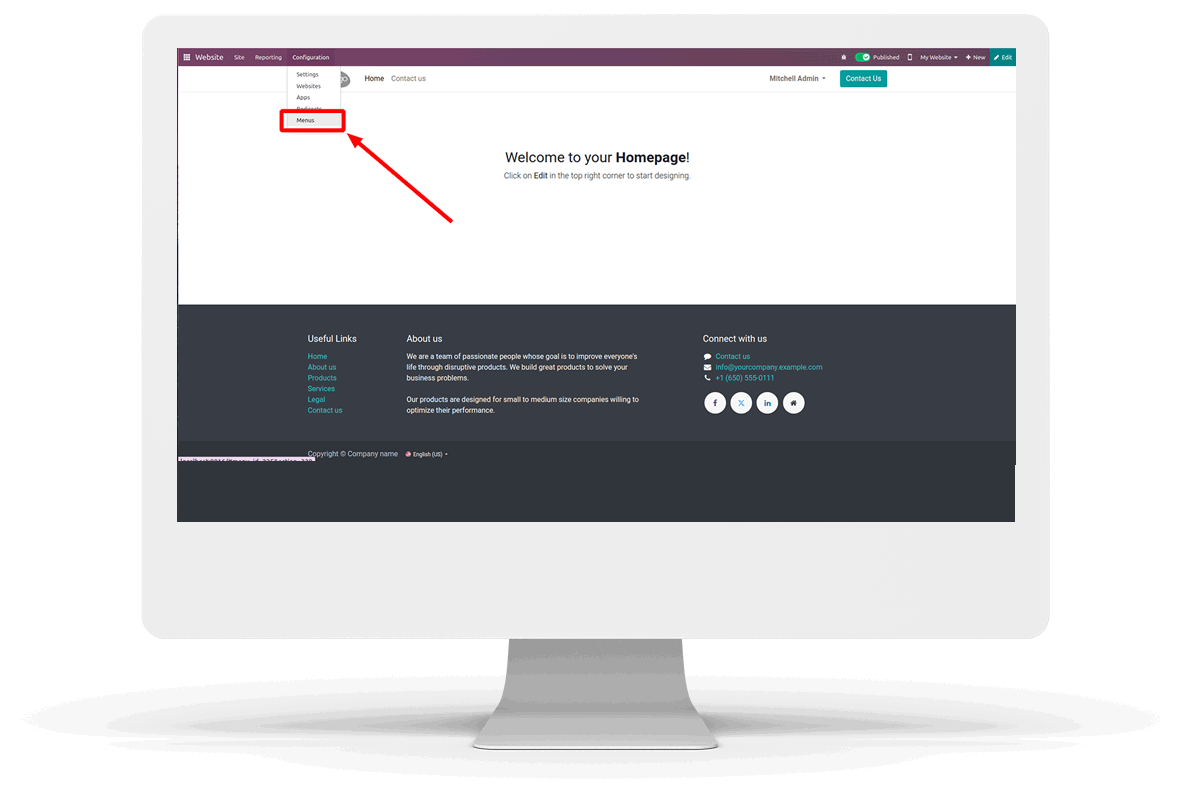 Website Site Reporting Configuration Published My Website New Edit
Settings
Websites
Apps
Menus
Home Contact us Mitchell Admin Contact Us
Welcome to your Homepage!
Click on Edit in the top right corner to start designing.
Useful Links
Home
About us
Products
Services
Legal
Contact us
About us
We are a team of passionate people whose goal is to improve everyone's
life through disruptive products. We build great products to solve your
business problems.
Our products are designed for small to medium size companies willing to
optimize their performance.
Connect with us
Contact us
info@yourcompany.example.com
+1 (650) 555-0111
Copyright © Company name English (US)